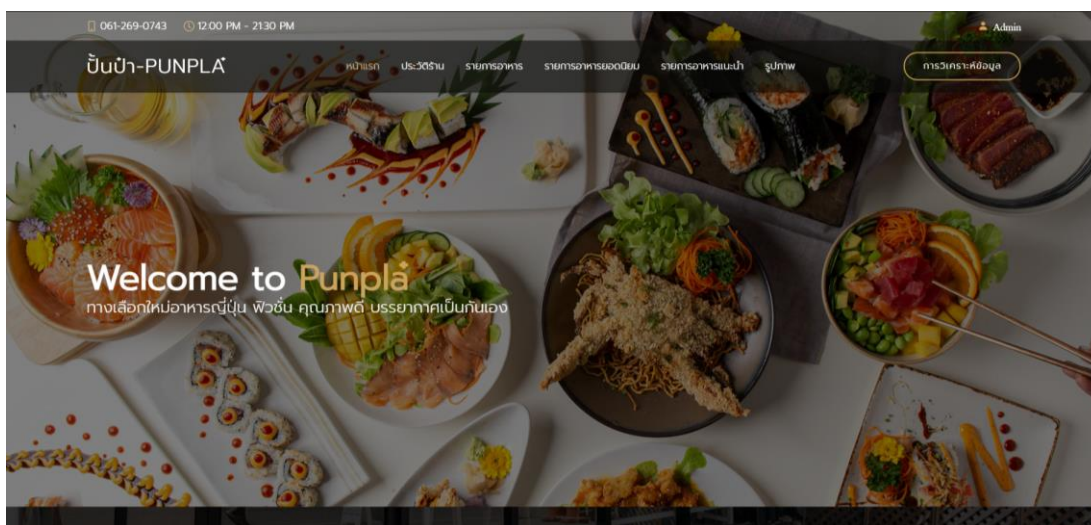 061-269-0743 12:00 PM - 21:30 PM
Admin
ปั้นป๋า-PUNPLA
หน้าแรก ประวัติร้าน รายการอาหาร รายการอาหารยอดนิยม รายการอาหารแนะนำ รูปภาพ
การวิเคราะห์ข้อมูล
Welcome to Punpla
ทางเลือกใหม่อาหารญี่ปุ่น ฟิวชั่น คุณภาพดี บรรยากาศเป็นกันเอง